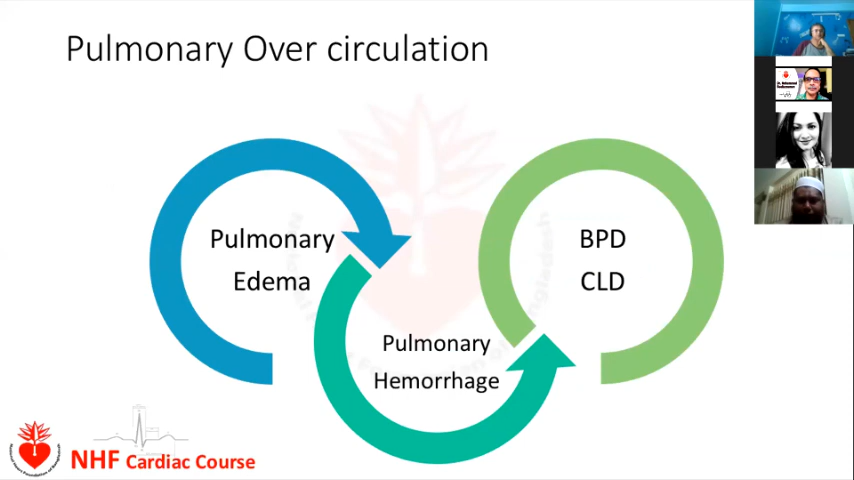 Pulmonary Over circulation
Pulmonary
Edema
BPD
CLD
Pulmonary
Hemorrhage
NHF Cardiac Course